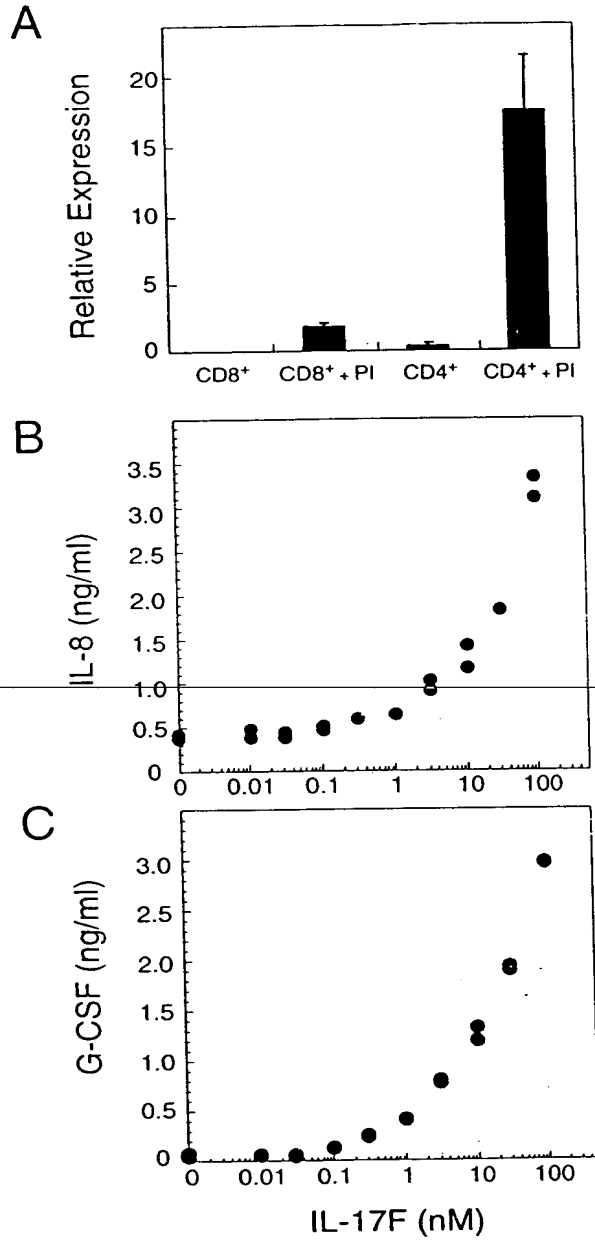 A
Relative Expression
20
15
10
5
0
CD8+
CD8+ + PI
CD4+
CD4+ + PI
B
IL-8 (ng/ml)
3.5
3.0
2.5
2.0
1.5
1.0
0.5
0
0 0.01 0.1 1 10 100
C
G-CSF (ng/ml)
3.0
2.5
2.0
1.5
1.0
0.5
0
0 0.01 0.1 1 10 100
IL-17F (nM)